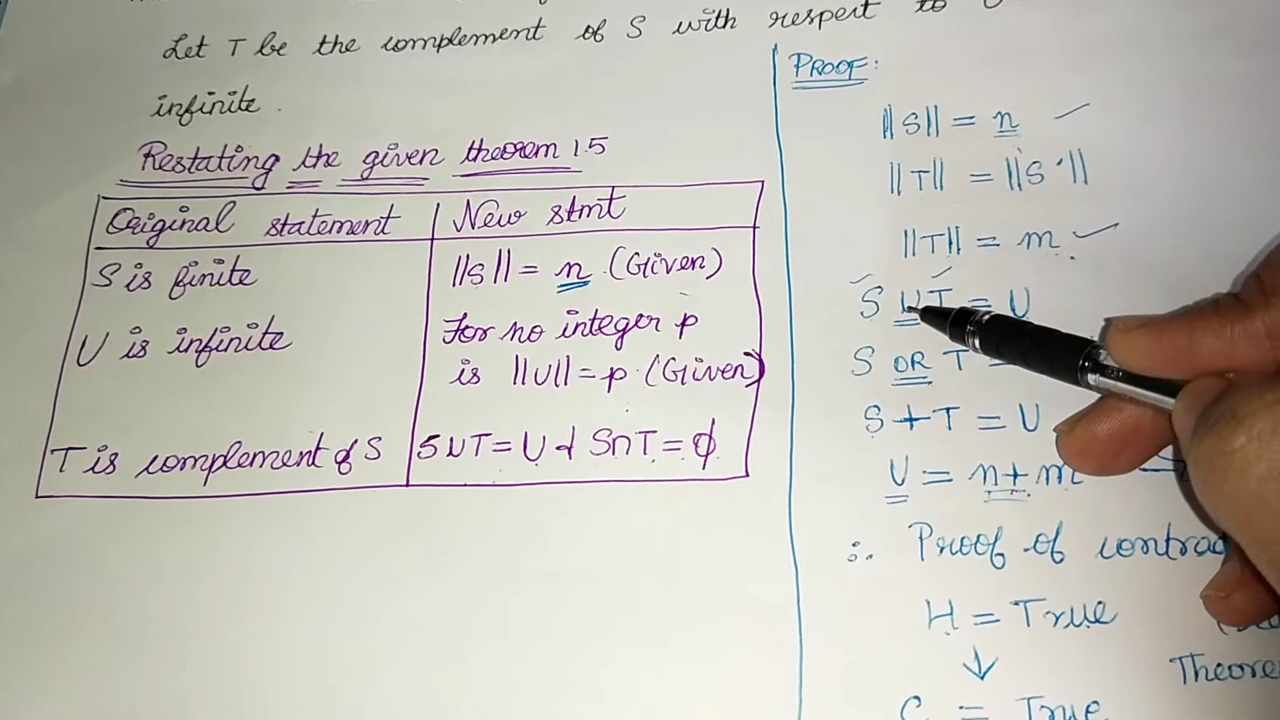 Let T be the complement of S with respect to
infinite.
Restating the given theorem 1.5
Original statement
New stmt
S is finite
||S|| = n (Given)
U is infinite
For no integer p
is ||U|| = p (Given)
T is complement of S
SUT = U & S∩T = ϕ
PROOF:
||S|| = n ✓
||T|| = ||S'||
||T|| = m ✓
S U T = U
S OR T =
S + T = U
U = n + m
∴ Proof of
H = True
↓
C = True